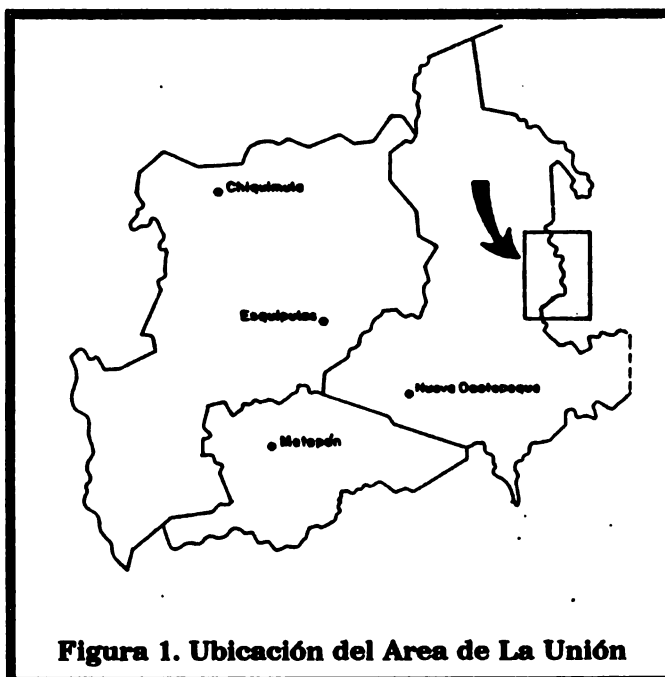 Chiquimula
Esquipulas
Nueva Ocotepeque
Metapán
Figura 1. Ubicación del Area de La Unión